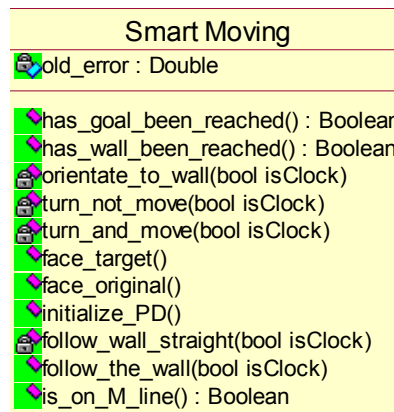 Smart Moving
old_error : Double
has_goal_been_reached() : Boolean
has_wall_been_reached() : Boolean
orientate_to_wall(bool isClock)
turn_not_move(bool isClock)
turn_and_move(bool isClock)
face_target()
face_original()
initialize_PD()
follow_wall_straight(bool isClock)
follow_the_wall(bool isClock)
is_on_M_line() : Boolean